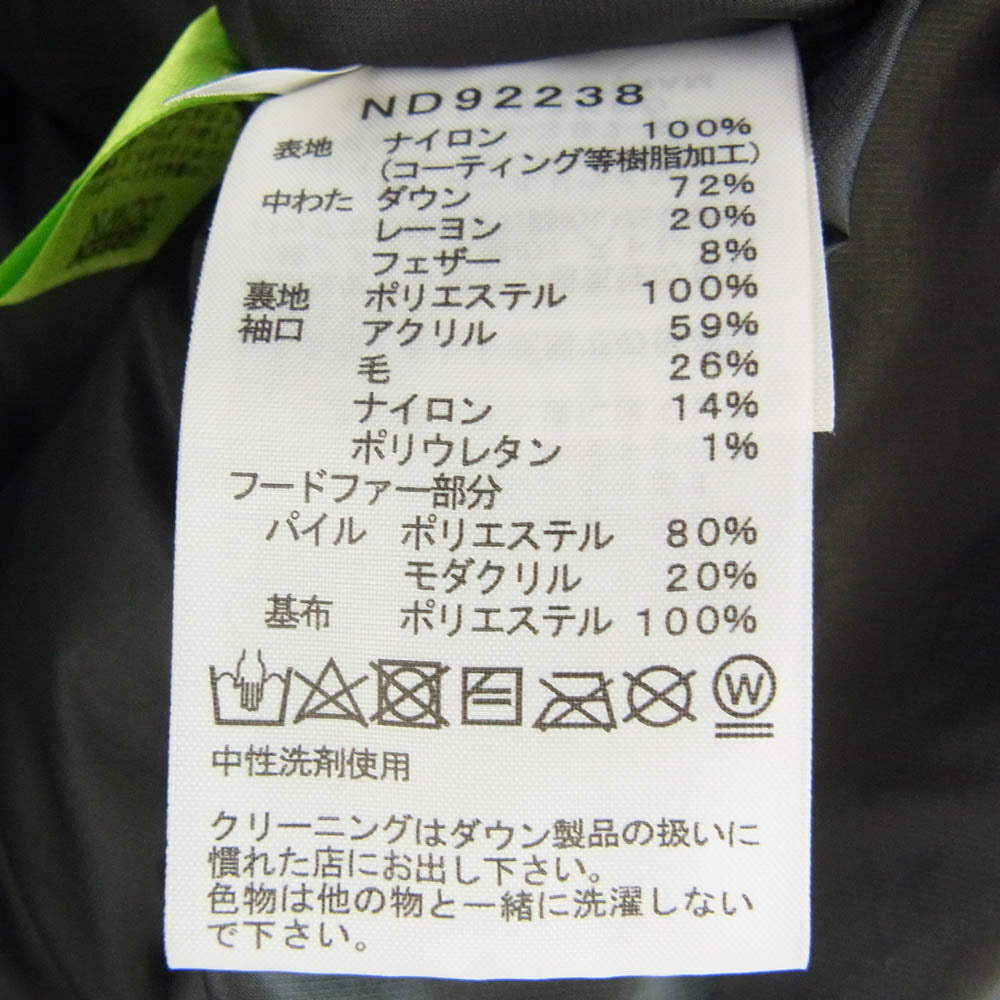 ND92238
表地 ナイロン 100%
(コーティング等樹脂加工)
中わた ダウン 72%
レーヨン 20%
フェザー 8%
裏地 ポリエステル 100%
袖口 アクリル 59%
毛 26%
ナイロン 14%
ポリウレタン 1%
フードファー部分
パイル ポリエステル 80%
モダクリル 20%
基布 ポリエステル 100%
W
中性洗剤使用
クリーニングはダウン製品の扱いに
慣れた店にお出し下さい。
色物は他の物と一緒に洗濯しない
で下さい。